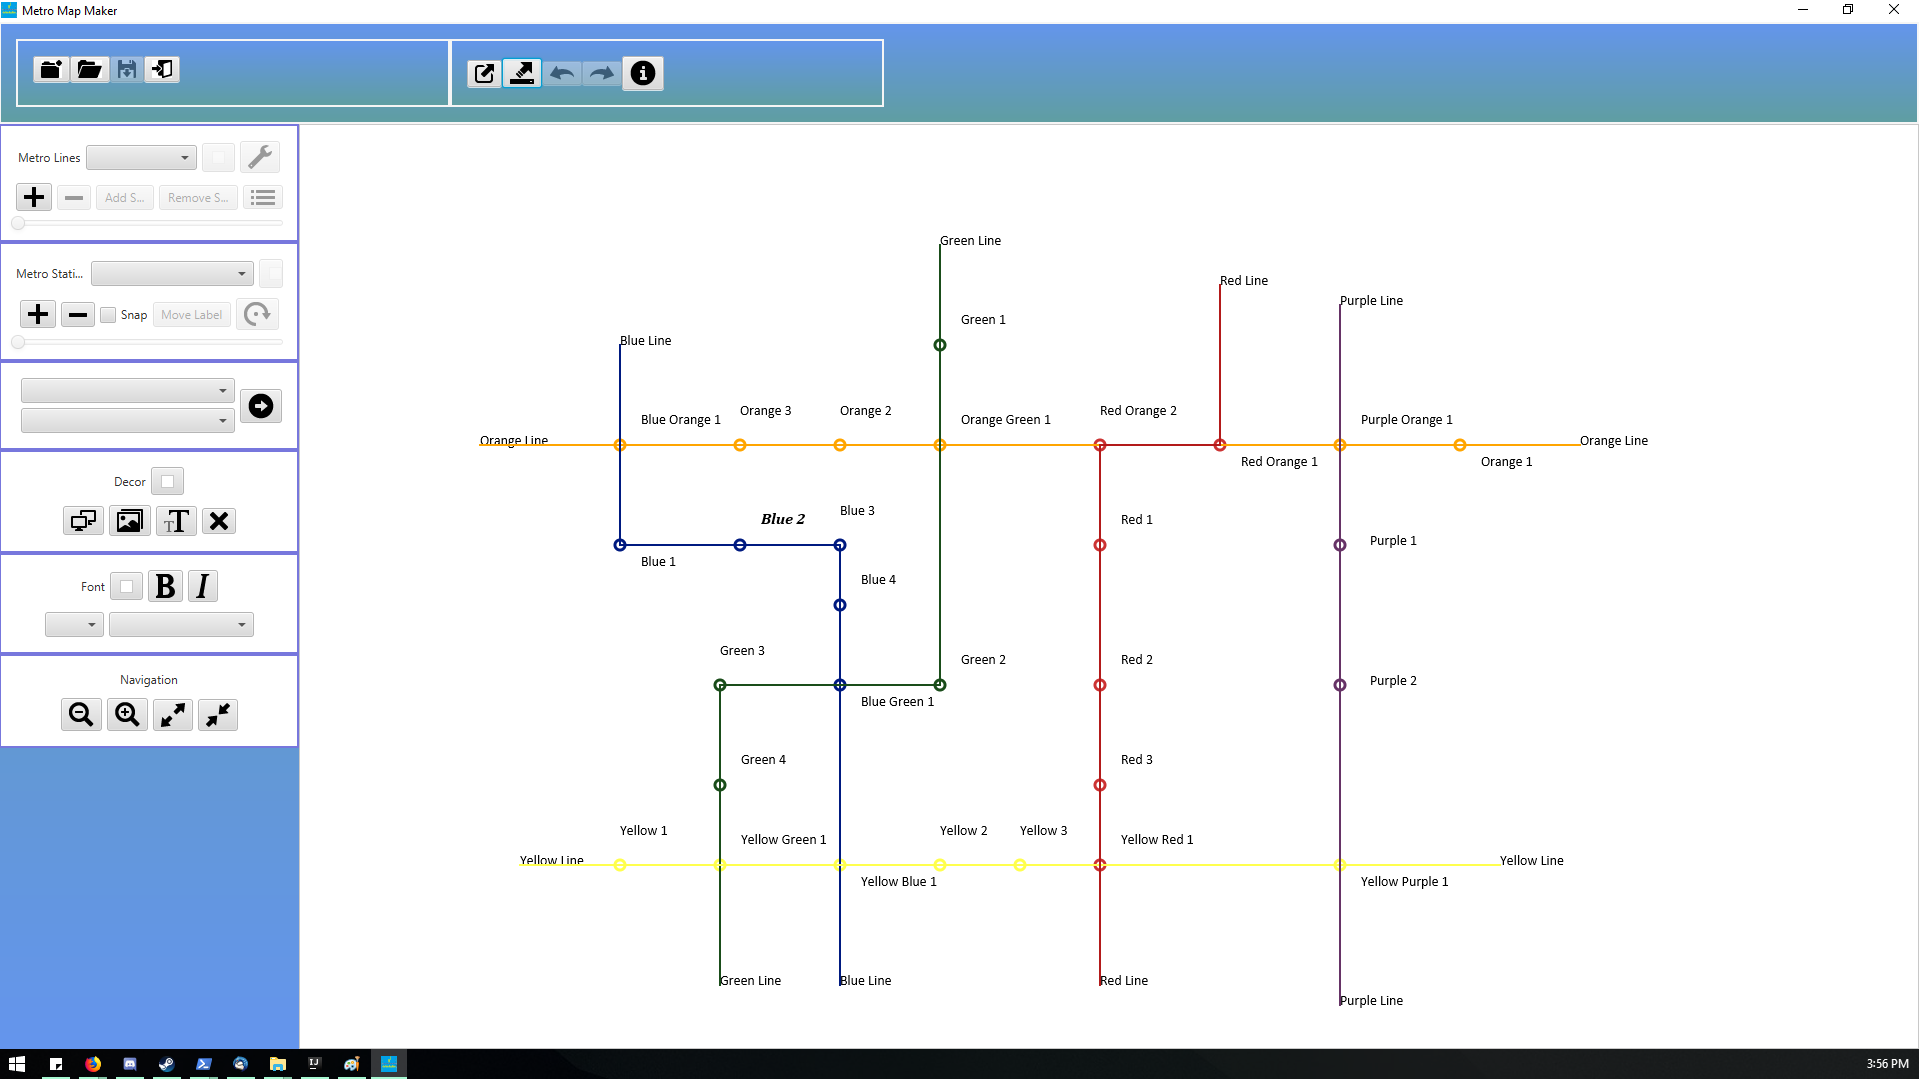 Metro Map Maker
Metro Lines
Add S...
Remove S...
Metro Stati...
Snap
Move Label
Decor
T T
Font
B I
Navigation
Green Line
Red Line
Purple Line
Green 1
Blue Line
Orange 3
Orange 2
Red Orange 2
Blue Orange 1
Orange Green 1
Purple Orange 1
Orange Line
Orange Line
Red Orange 1
Orange 1
Blue 3
Blue 2
Red 1
Purple 1
Blue 1
Blue 4
Green 3
Green 2
Red 2
Purple 2
Blue Green 1
Green 4
Red 3
Yellow 1
Yellow 2
Yellow 3
Yellow Green 1
Yellow Red 1
Yellow Line
Yellow Line
Yellow Blue 1
Yellow Purple 1
Green Line
Blue Line
Red Line
Purple Line
IJ
3:56 PM